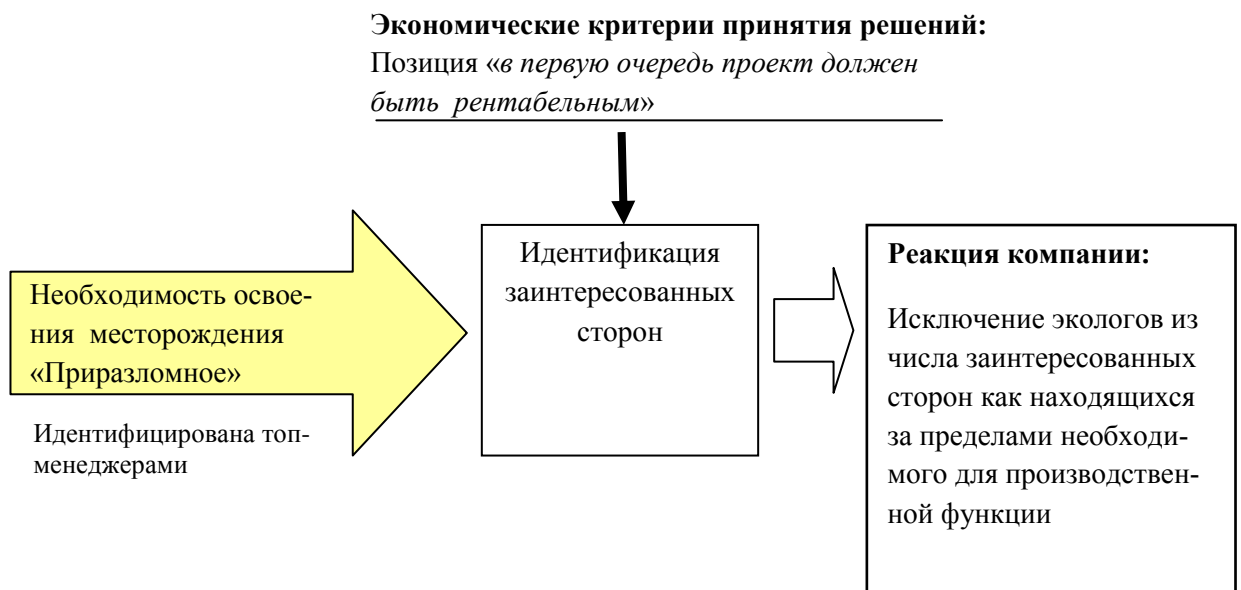 Экономические критерии принятия решений:
Позиция «в первую очередь проект должен
быть рентабельным»
Необходимость освое-
ния месторождения
«Приразломное»
Идентифицирована топ-
менеджерами
Идентификация
заинтересованных
сторон
Реакция компании:
Исключение экологов из
числа заинтересованных
сторон как находящихся
за пределами необходи-
мого для производствен-
ной функции